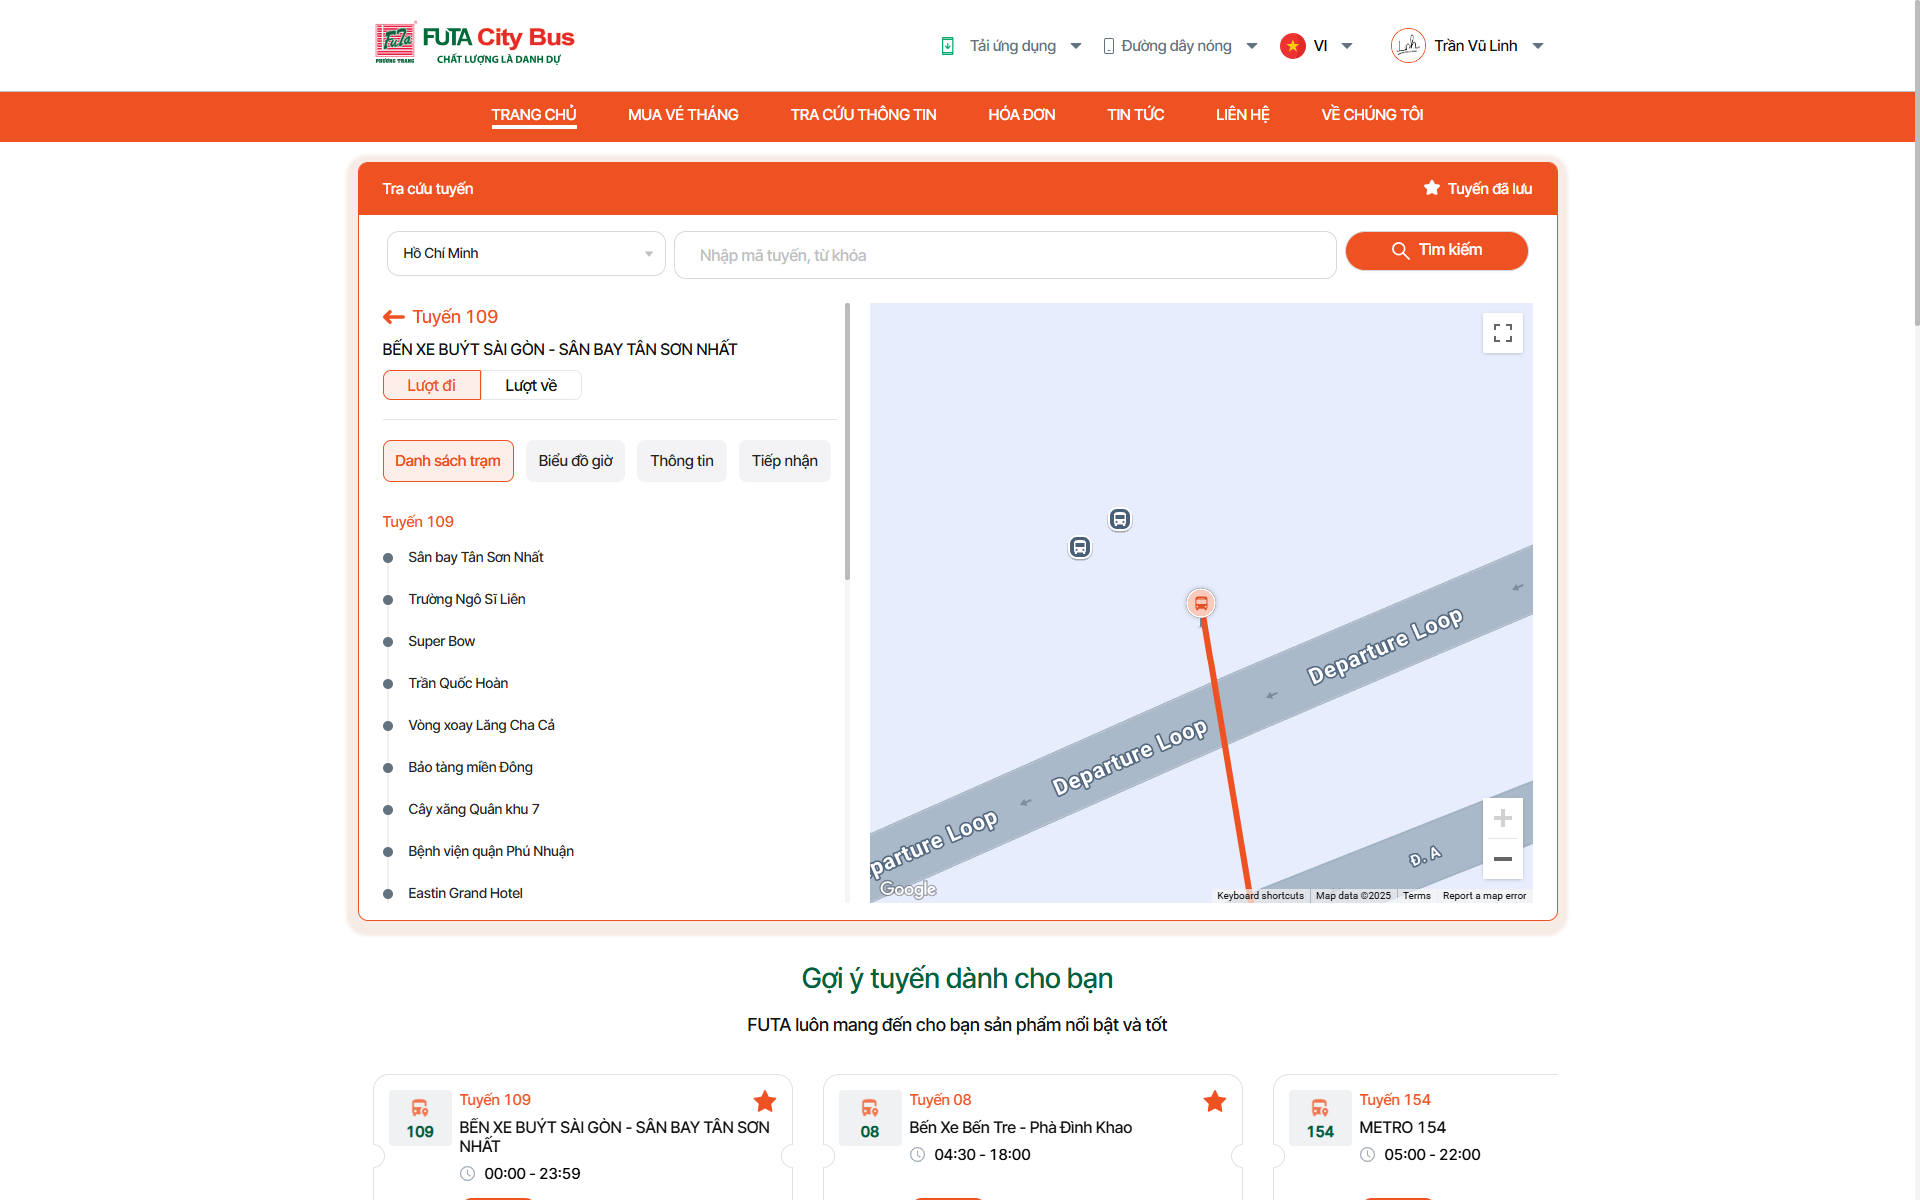 FUTA City Bus
PHƯƠNG TRANG
CHẤT LƯỢNG LÀ DANH DỰ
Tải ứng dụng
Đường dây nóng
VI
Trần Vũ Linh
TRANG CHỦ
MUA VÉ THÁNG
TRA CỨU THÔNG TIN
HÓA ĐƠN
TIN TỨC
LIÊN HỆ
VỀ CHÚNG TÔI
Tra cứu tuyến
Tuyến đã lưu
Hồ Chí Minh
Nhập mã tuyến, từ khóa
Tìm kiếm
Tuyến 109
BẾN XE BUÝT SÀI GÒN - SÂN BAY TÂN SƠN NHẤT
Lượt đi
Lượt về
Danh sách trạm
Biểu đồ giờ
Thông tin
Tiếp nhận
Tuyến 109
Sân bay Tân Sơn Nhất
Trường Ngô Sĩ Liên
Super Bow
Trần Quốc Hoàn
Vòng xoay Lăng Cha Cả
Bảo tàng miền Đông
Cây xăng Quân khu 7
Bệnh viện quận Phú Nhuận
Eastin Grand Hotel
Departure Loop
Departure Loop
parture Loop
Đ. A
Google
Keyboard shortcuts
Map data ©2025
Terms
Report a map error
Gợi ý tuyến dành cho bạn
FUTA luôn mang đến cho bạn sản phẩm nổi bật và tốt
109
Tuyến 109
BẾN XE BUÝT SÀI GÒN - SÂN BAY TÂN SƠN
NHẤT
00:00 - 23:59
08
Tuyến 08
Bến Xe Bến Tre - Phà Đình Khao
04:30 - 18:00
154
Tuyến 154
METRO 154
05:00 - 22:00